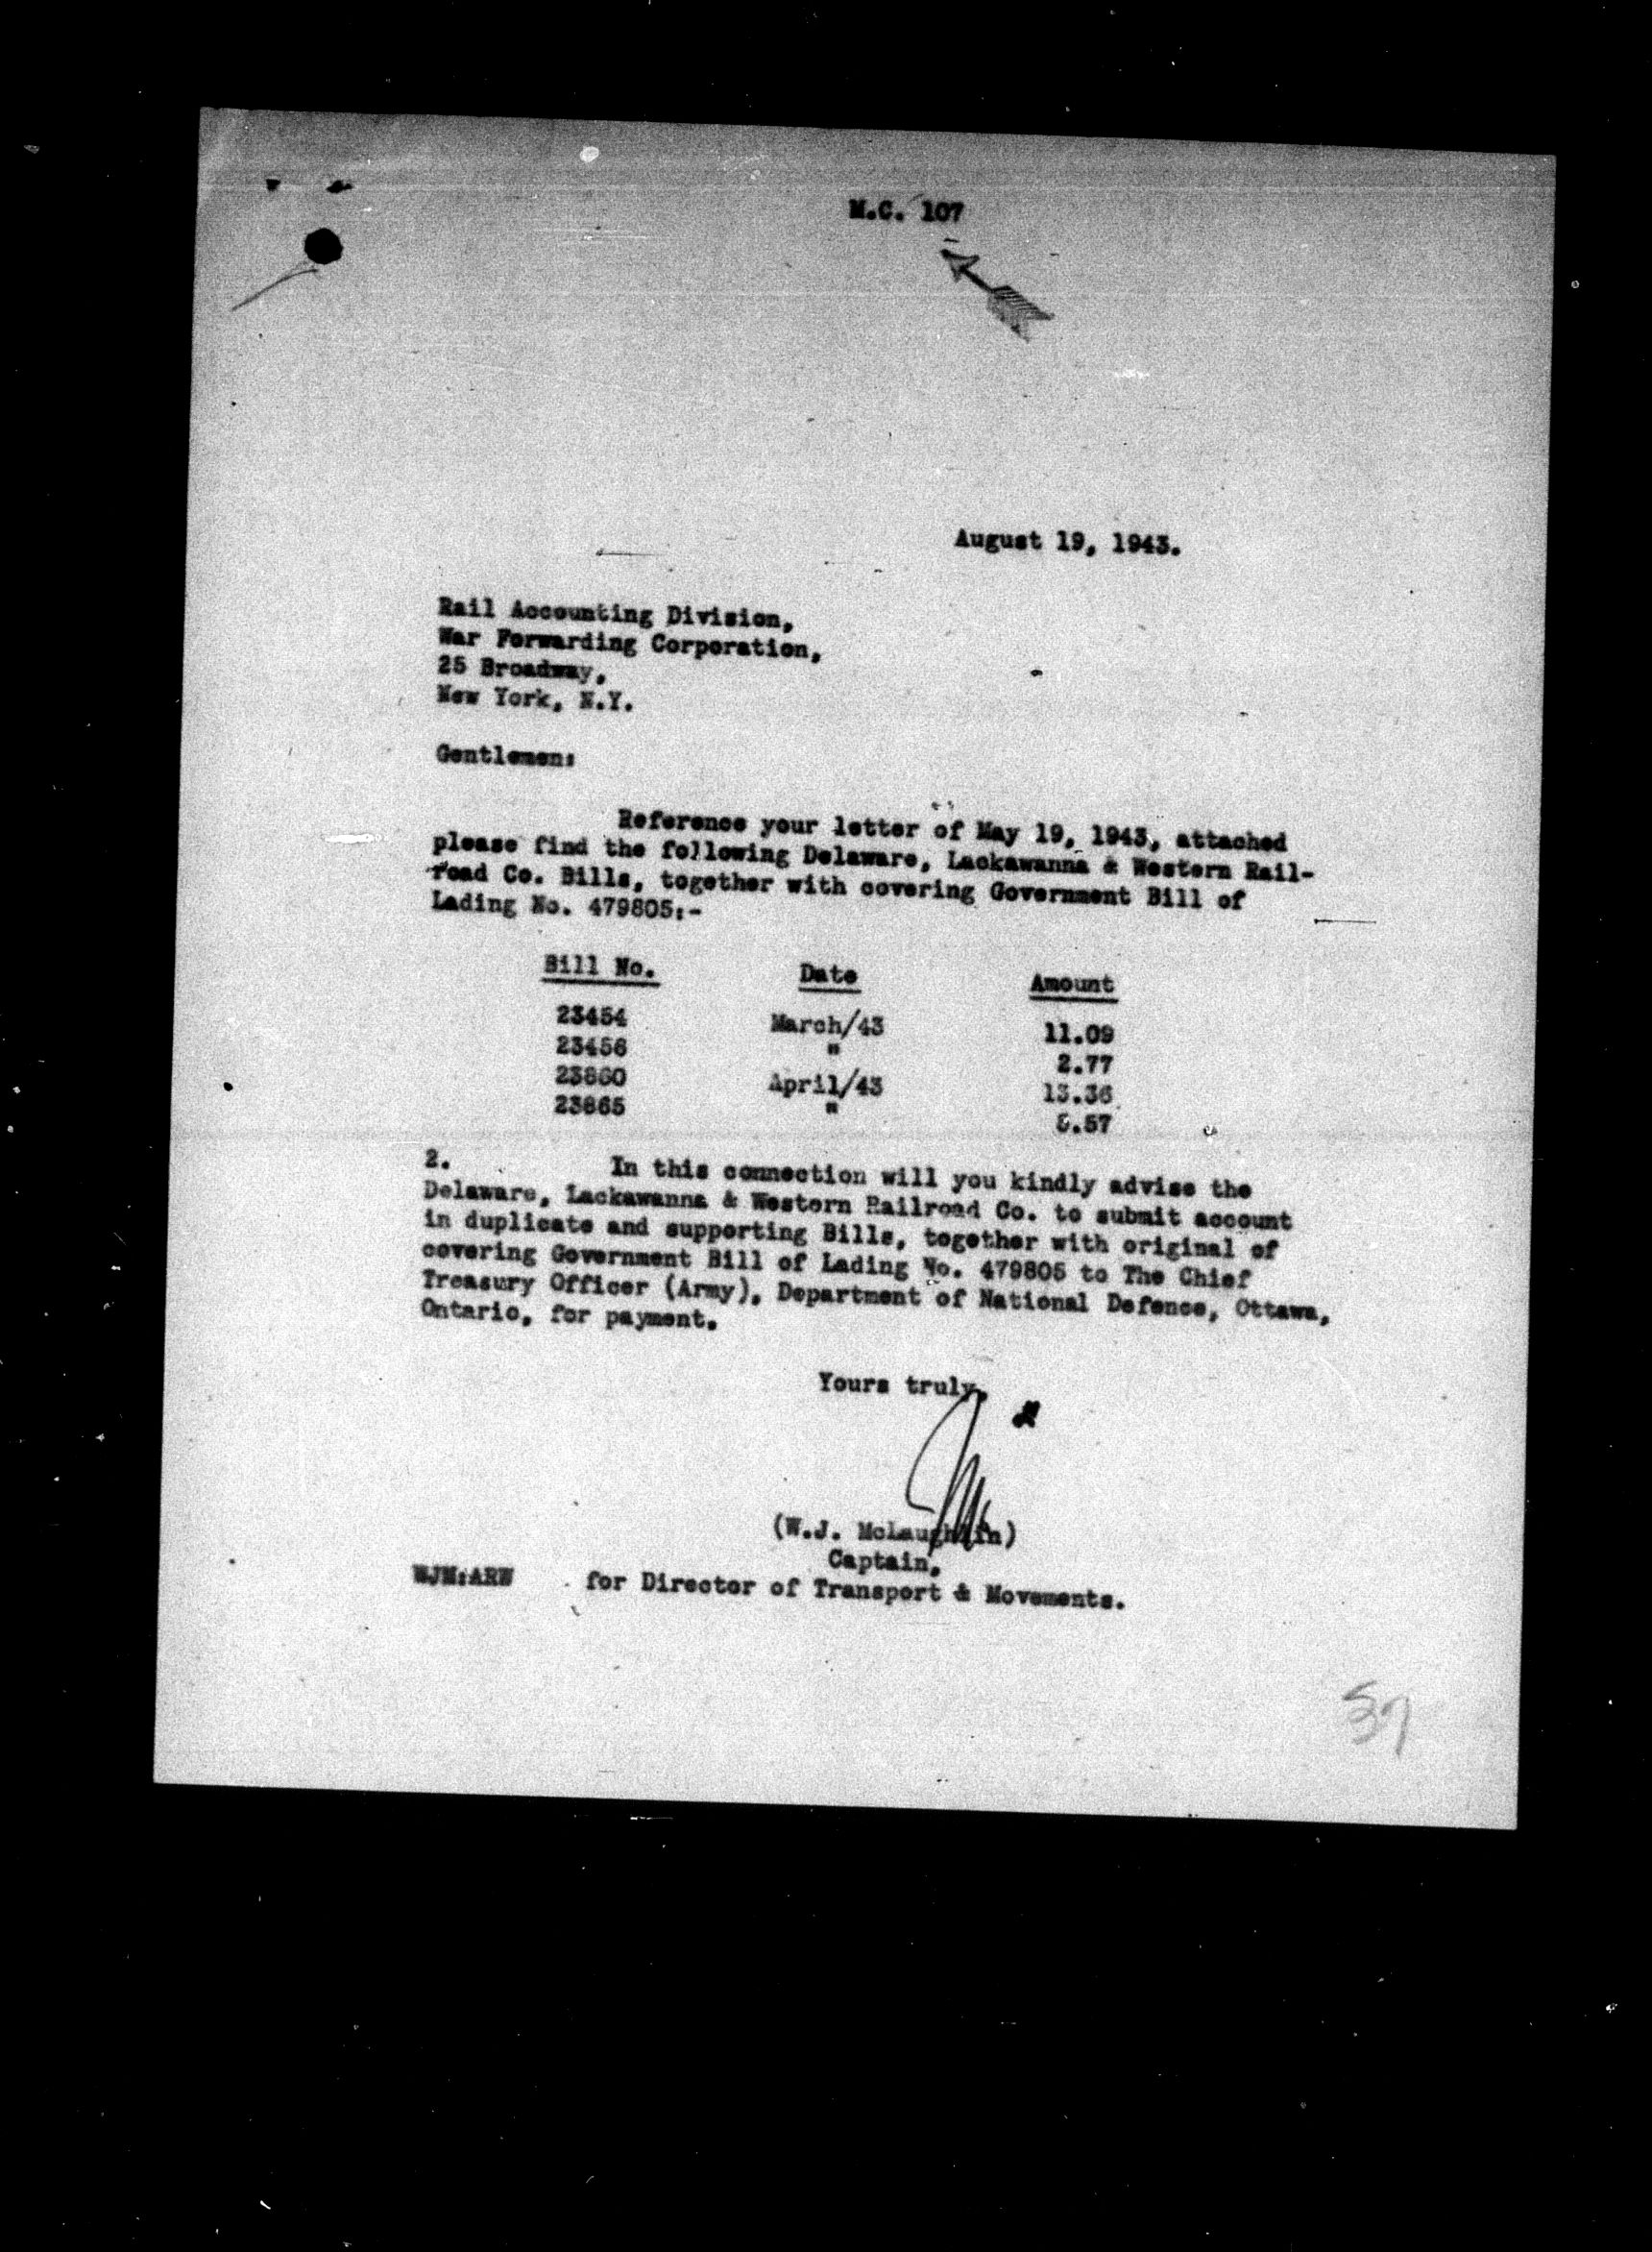 M.C. 107
August 19, 1943.
Rail Accounting Division,
War Forwarding Corporation,
25 Broadway,
New York, N.Y.
Gentlemen:
Reference your letter of May 19, 1943, attached
please find the following Delaware, Lackawanna & Western Rail-
road Co. Bills, together with covering Government Bill of
Lading No. 479805:-
Bill No. Date Amount
23454 March/43 11.09
23456 " 2.77
23860 April/43 13.36
23865 "
2. In this connection will you kindly advise the
Delaware, Lackawanna & Western Railroad Co. to submit account
in duplicate and supporting Bills, together with original of
covering Government Bill of Lading No. 479805 to The Chief
Treasury Officer (Army), Department of National Defence, Ottawa,
Ontario, for payment.
Yours truly,
(W.J. McLaughlin)
Captain,
WJM:ARW for Director of Transport & Movements.
37